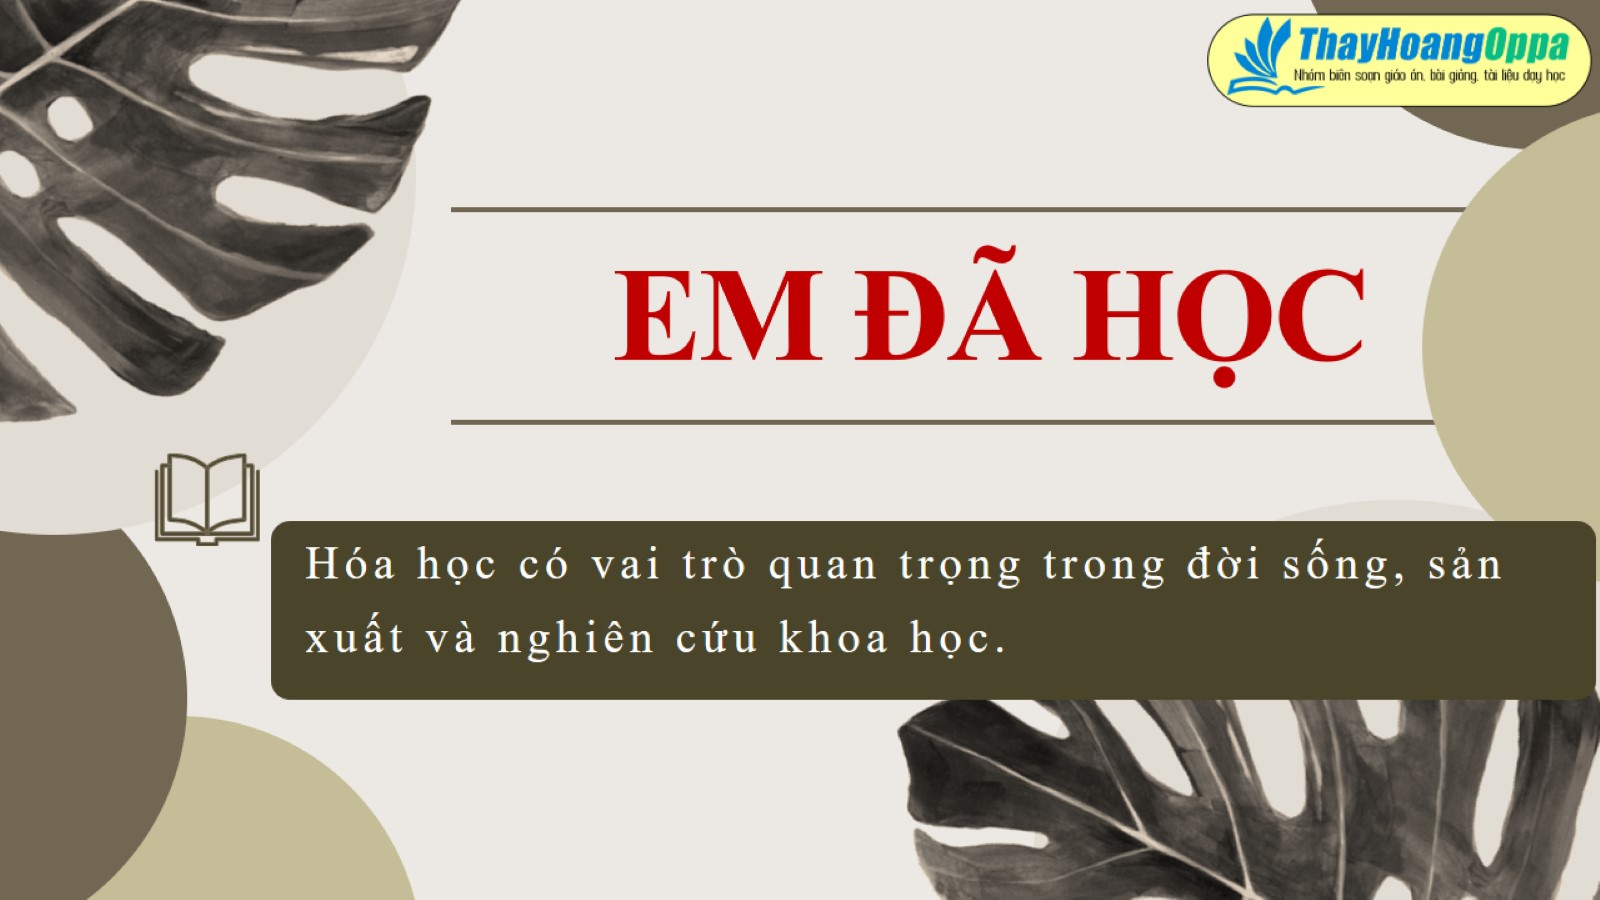 ThayHoangOppa
Nhóm biên soạn giáo án, bài giảng, tài liệu dạy học
EM ĐÃ HỌC
Hóa học có vai trò quan trọng trong đời sống, sản
xuất và nghiên cứu khoa học.